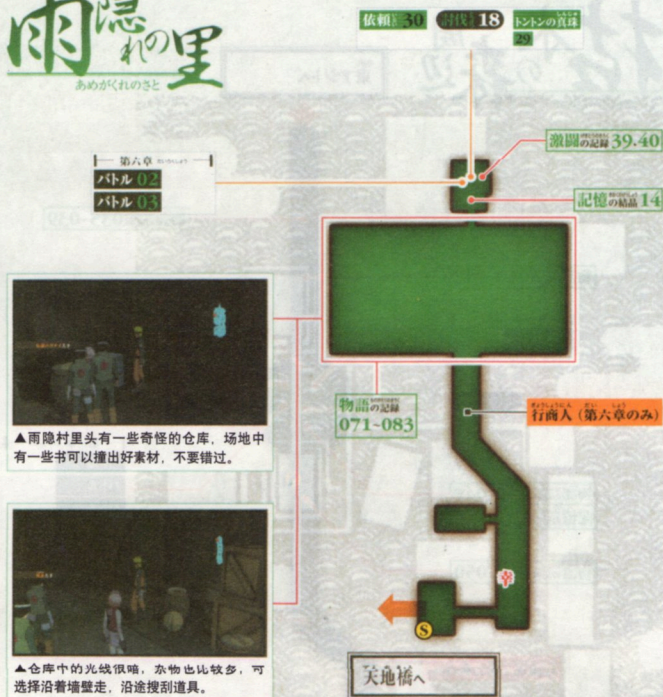 雨隠れの里
あめがくれのさと
依頼 30
討伐 18
トントンの真珠
29
激闘の記録 39・40
記憶の結晶 14
第六章
バトル 02
バトル 03
物語の記録
071~083
行商人(第六章のみ)
▲雨隐村里头有一些奇怪的仓库,场地中
有一些书可以撞出好素材,不要错过。
幸
S
天地橋へ
▲仓库中的光线很暗,杂物也比较多,可
选择沿着墙壁走,沿途搜刮道具。